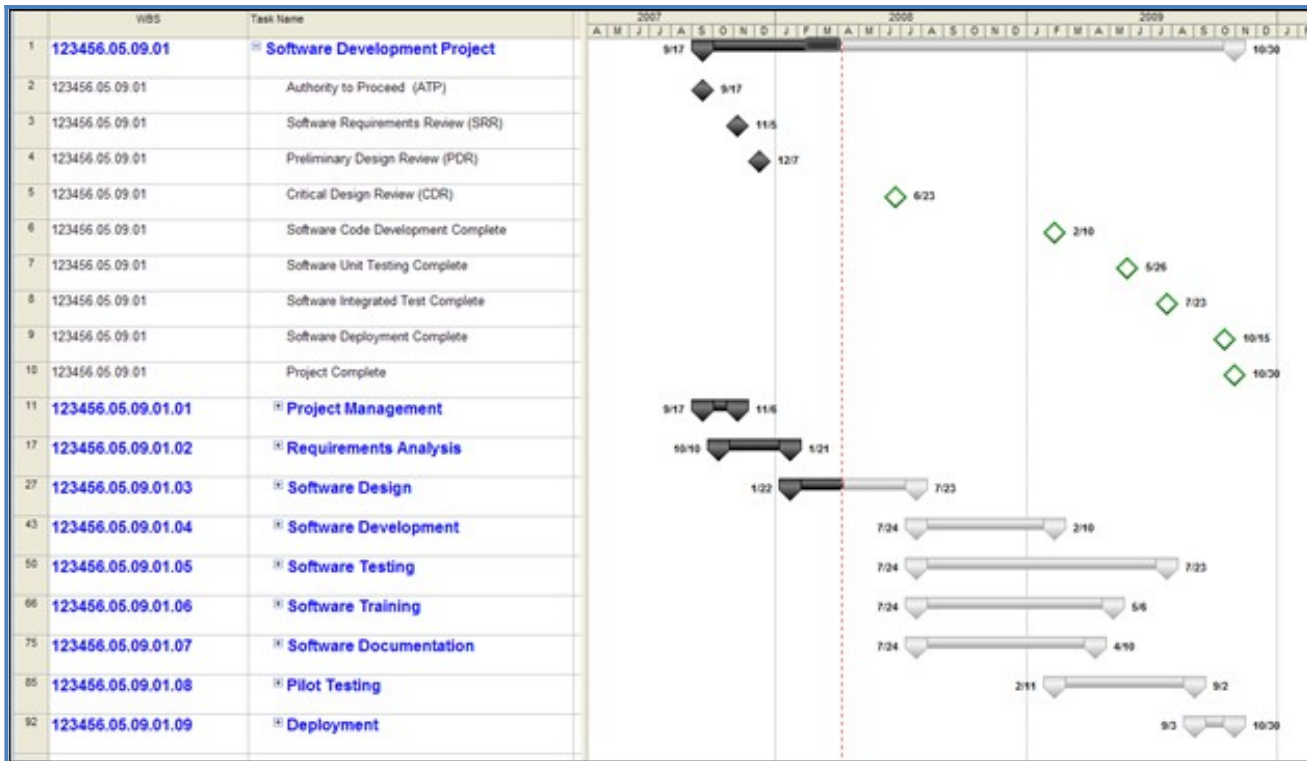 WBS Task Name 2007 2008 2009
A M J J A S O N D J F M A M J J A S O N D J F M A M J J A S O N D J F
1 123456.05.09.01 Software Development Project 9/17 10/30
2 123456.05.09.01 Authority to Proceed (ATP) 9/17
3 123456.05.09.01 Software Requirements Review (SRR) 11/5
4 123456.05.09.01 Preliminary Design Review (PDR) 12/7
5 123456.05.09.01 Critical Design Review (CDR) 6/23
6 123456.05.09.01 Software Code Development Complete 2/10
7 123456.05.09.01 Software Unit Testing Complete 5/26
8 123456.05.09.01 Software Integrated Test Complete 7/23
9 123456.05.09.01 Software Deployment Complete 10/15
10 123456.05.09.01 Project Complete 10/30
11 123456.05.09.01.01 Project Management 9/17 11/6
17 123456.05.09.01.02 Requirements Analysis 10/10 1/21
27 123456.05.09.01.03 Software Design 1/22 7/23
43 123456.05.09.01.04 Software Development 7/24 2/10
50 123456.05.09.01.05 Software Testing 7/24 7/23
66 123456.05.09.01.06 Software Training 7/24 5/6
75 123456.05.09.01.07 Software Documentation 7/24 4/10
85 123456.05.09.01.08 Pilot Testing 2/11 9/2
92 123456.05.09.01.09 Deployment 9/3 10/30